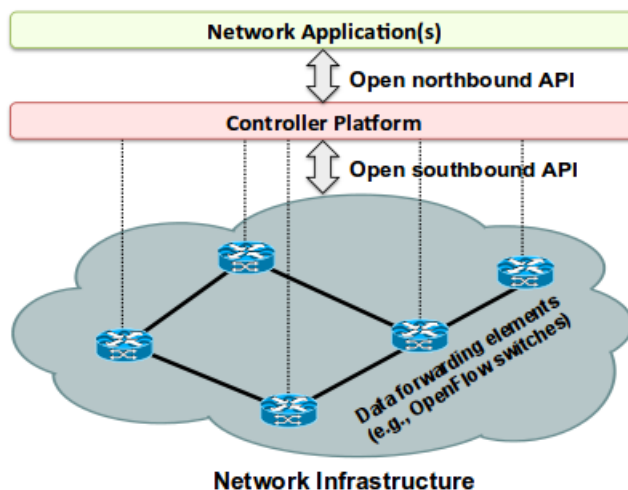 Network Application(s)
Open northbound API
Controller Platform
Open southbound API
Data forwarding elements
(e.g., OpenFlow switches)
Network Infrastructure